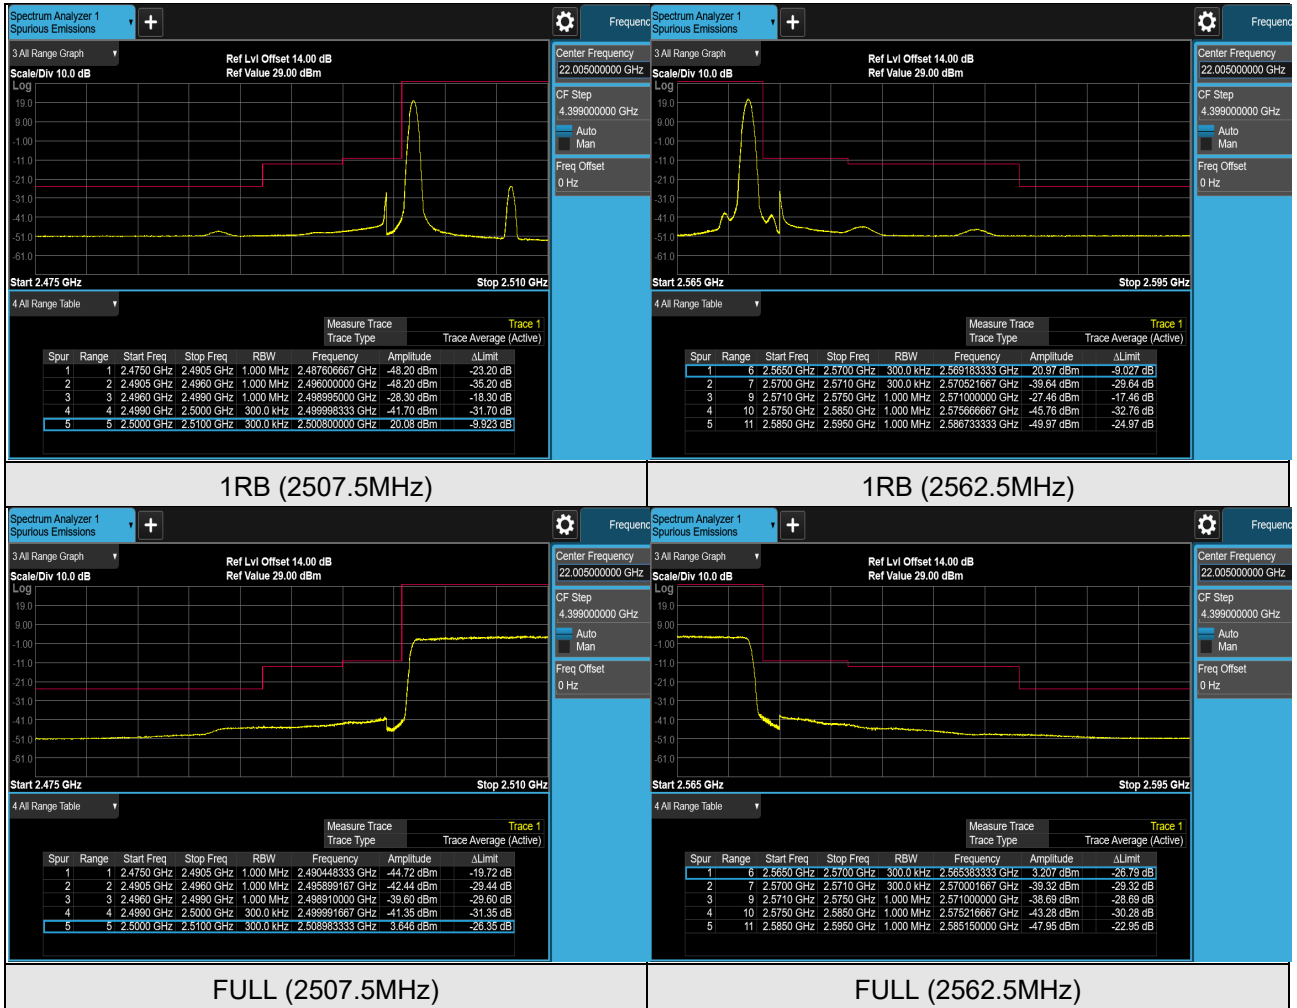 Spectrum Analyzer 1
Spurious Emissions
+
Frequenc
3 All Range Graph
Ref Lvl Offset 14.00 dB
Scale/Div 10.0 dB
Ref Value 29.00 dBm
Log
19.0
9.00
-1.00
-11.0
-21.0
-31.0
-41.0
-51.0
-61.0
Start 2.475 GHz
Stop 2.510 GHz
Center Frequency
22.005000000 GHz
CF Step
4.399000000 GHz
Auto
Man
Freq Offset
0 Hz
4 All Range Table
Measure Trace Trace 1
Trace Type Trace Average (Active)
Spur Range Start Freq Stop Freq RBW Frequency Amplitude ΔLimit
1 1 2.4750 GHz 2.4905 GHz 1.000 MHz 2.487606667 GHz -48.20 dBm -23.20 dB
2 2 2.4905 GHz 2.4960 GHz 1.000 MHz 2.496000000 GHz -48.20 dBm -35.20 dB
3 3 2.4960 GHz 2.4990 GHz 1.000 MHz 2.498995000 GHz -28.30 dBm -18.30 dB
4 4 2.4990 GHz 2.5000 GHz 300.0 kHz 2.499998333 GHz -41.70 dBm -31.70 dB
5 5 2.5000 GHz 2.5100 GHz 300.0 kHz 2.500800000 GHz 20.08 dBm -9.923 dB
1RB (2507.5MHz)
Spectrum Analyzer 1
Spurious Emissions
+
Frequenc
3 All Range Graph
Ref Lvl Offset 14.00 dB
Scale/Div 10.0 dB
Ref Value 29.00 dBm
Log
19.0
9.00
-1.00
-11.0
-21.0
-31.0
-41.0
-51.0
-61.0
Start 2.565 GHz
Stop 2.595 GHz
Center Frequency
22.005000000 GHz
CF Step
4.399000000 GHz
Auto
Man
Freq Offset
0 Hz
4 All Range Table
Measure Trace Trace 1
Trace Type Trace Average (Active)
Spur Range Start Freq Stop Freq RBW Frequency Amplitude ΔLimit
1 6 2.5650 GHz 2.5700 GHz 300.0 kHz 2.569183333 GHz 20.97 dBm -9.027 dB
2 7 2.5700 GHz 2.5710 GHz 300.0 kHz 2.570521667 GHz -39.64 dBm -29.64 dB
3 9 2.5710 GHz 2.5750 GHz 1.000 MHz 2.571000000 GHz -27.46 dBm -17.46 dB
4 10 2.5750 GHz 2.5850 GHz 1.000 MHz 2.575666667 GHz -45.76 dBm -32.76 dB
5 11 2.5850 GHz 2.5950 GHz 1.000 MHz 2.586733333 GHz -49.97 dBm -24.97 dB
1RB (2562.5MHz)
Spectrum Analyzer 1
Spurious Emissions
+
Frequenc
3 All Range Graph
Ref Lvl Offset 14.00 dB
Scale/Div 10.0 dB
Ref Value 29.00 dBm
Log
19.0
9.00
-1.00
-11.0
-21.0
-31.0
-41.0
-51.0
-61.0
Start 2.475 GHz
Stop 2.510 GHz
Center Frequency
22.005000000 GHz
CF Step
4.399000000 GHz
Auto
Man
Freq Offset
0 Hz
4 All Range Table
Measure Trace Trace 1
Trace Type Trace Average (Active)
Spur Range Start Freq Stop Freq RBW Frequency Amplitude ΔLimit
1 1 2.4750 GHz 2.4905 GHz 1.000 MHz 2.490448333 GHz -44.72 dBm -19.72 dB
2 2 2.4905 GHz 2.4960 GHz 1.000 MHz 2.495899167 GHz -42.44 dBm -29.44 dB
3 3 2.4960 GHz 2.4990 GHz 1.000 MHz 2.498910000 GHz -39.60 dBm -29.60 dB
4 4 2.4990 GHz 2.5000 GHz 300.0 kHz 2.499991667 GHz -41.35 dBm -31.35 dB
5 5 2.5000 GHz 2.5100 GHz 300.0 kHz 2.508983333 GHz 3.646 dBm -26.35 dB
FULL (2507.5MHz)
Spectrum Analyzer 1
Spurious Emissions
+
Frequenc
3 All Range Graph
Ref Lvl Offset 14.00 dB
Scale/Div 10.0 dB
Ref Value 29.00 dBm
Log
19.0
9.00
-1.00
-11.0
-21.0
-31.0
-41.0
-51.0
-61.0
Start 2.565 GHz
Stop 2.595 GHz
Center Frequency
22.005000000 GHz
CF Step
4.399000000 GHz
Auto
Man
Freq Offset
0 Hz
4 All Range Table
Measure Trace Trace 1
Trace Type Trace Average (Active)
Spur Range Start Freq Stop Freq RBW Frequency Amplitude ΔLimit
1 6 2.5650 GHz 2.5700 GHz 300.0 kHz 2.565383333 GHz 3.207 dBm -26.79 dB
2 7 2.5700 GHz 2.5710 GHz 300.0 kHz 2.570001667 GHz -39.32 dBm -29.32 dB
3 9 2.5710 GHz 2.5750 GHz 1.000 MHz 2.571000000 GHz -38.69 dBm -28.69 dB
4 10 2.5750 GHz 2.5850 GHz 1.000 MHz 2.575216667 GHz -43.28 dBm -30.28 dB
5 11 2.5850 GHz 2.5950 GHz 1.000 MHz 2.585150000 GHz -47.95 dBm -22.95 dB
FULL (2562.5MHz)